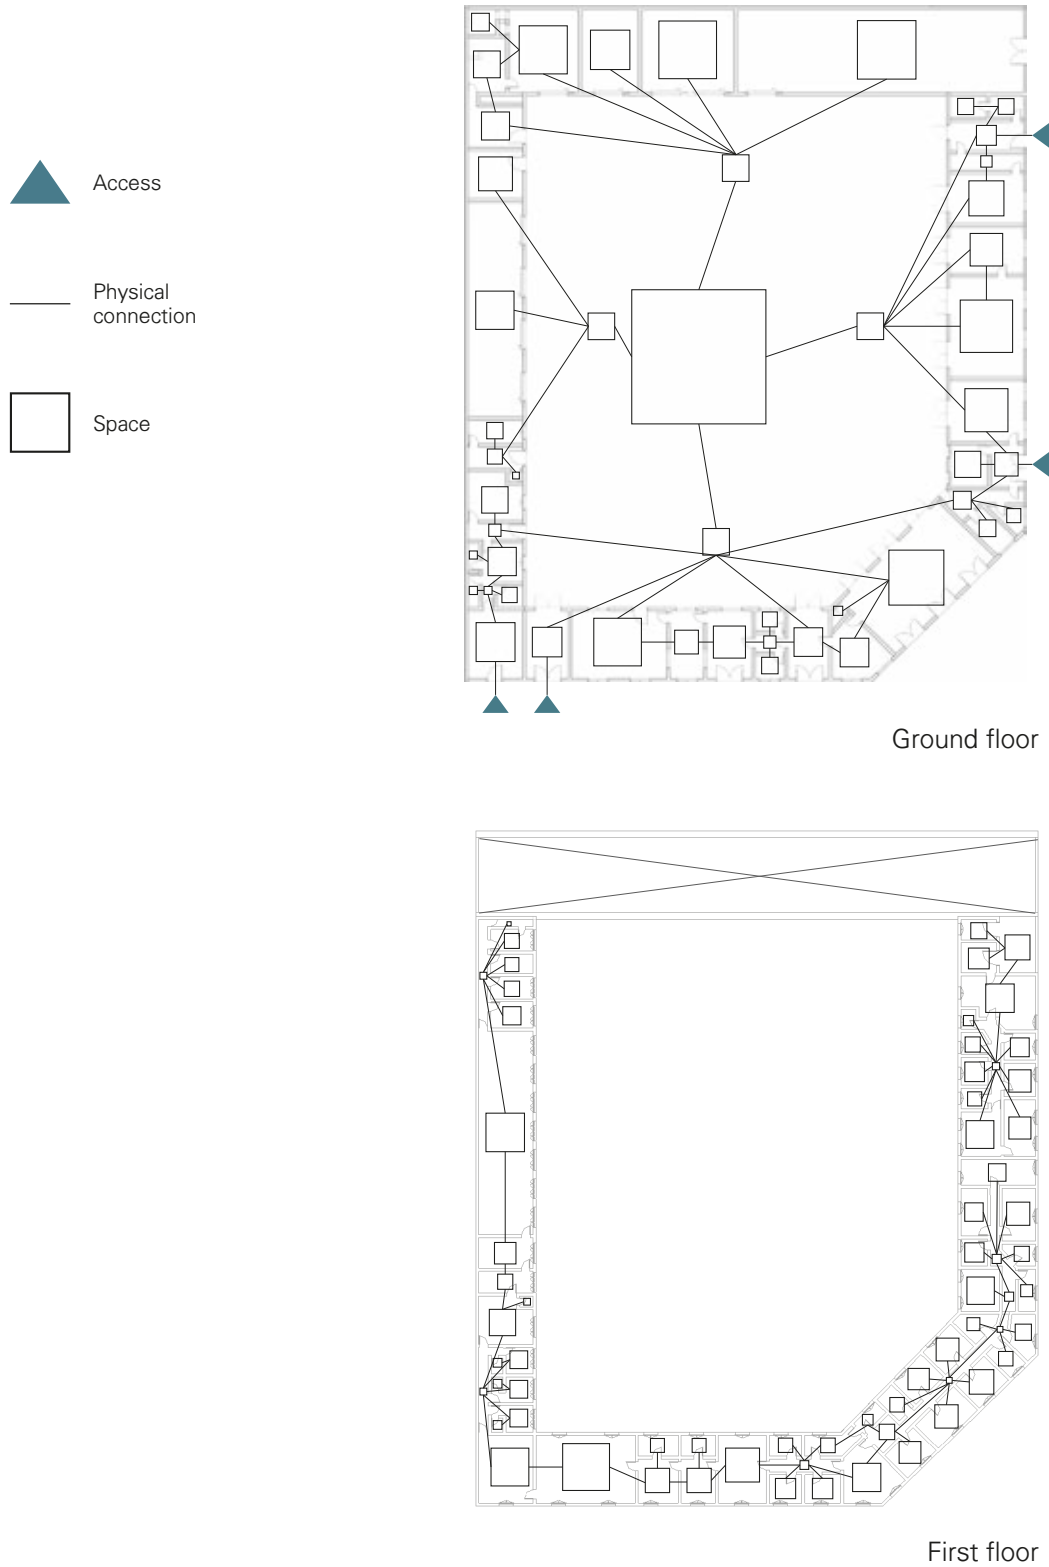 Access
Physical
connection
Space
Ground floor
First floor